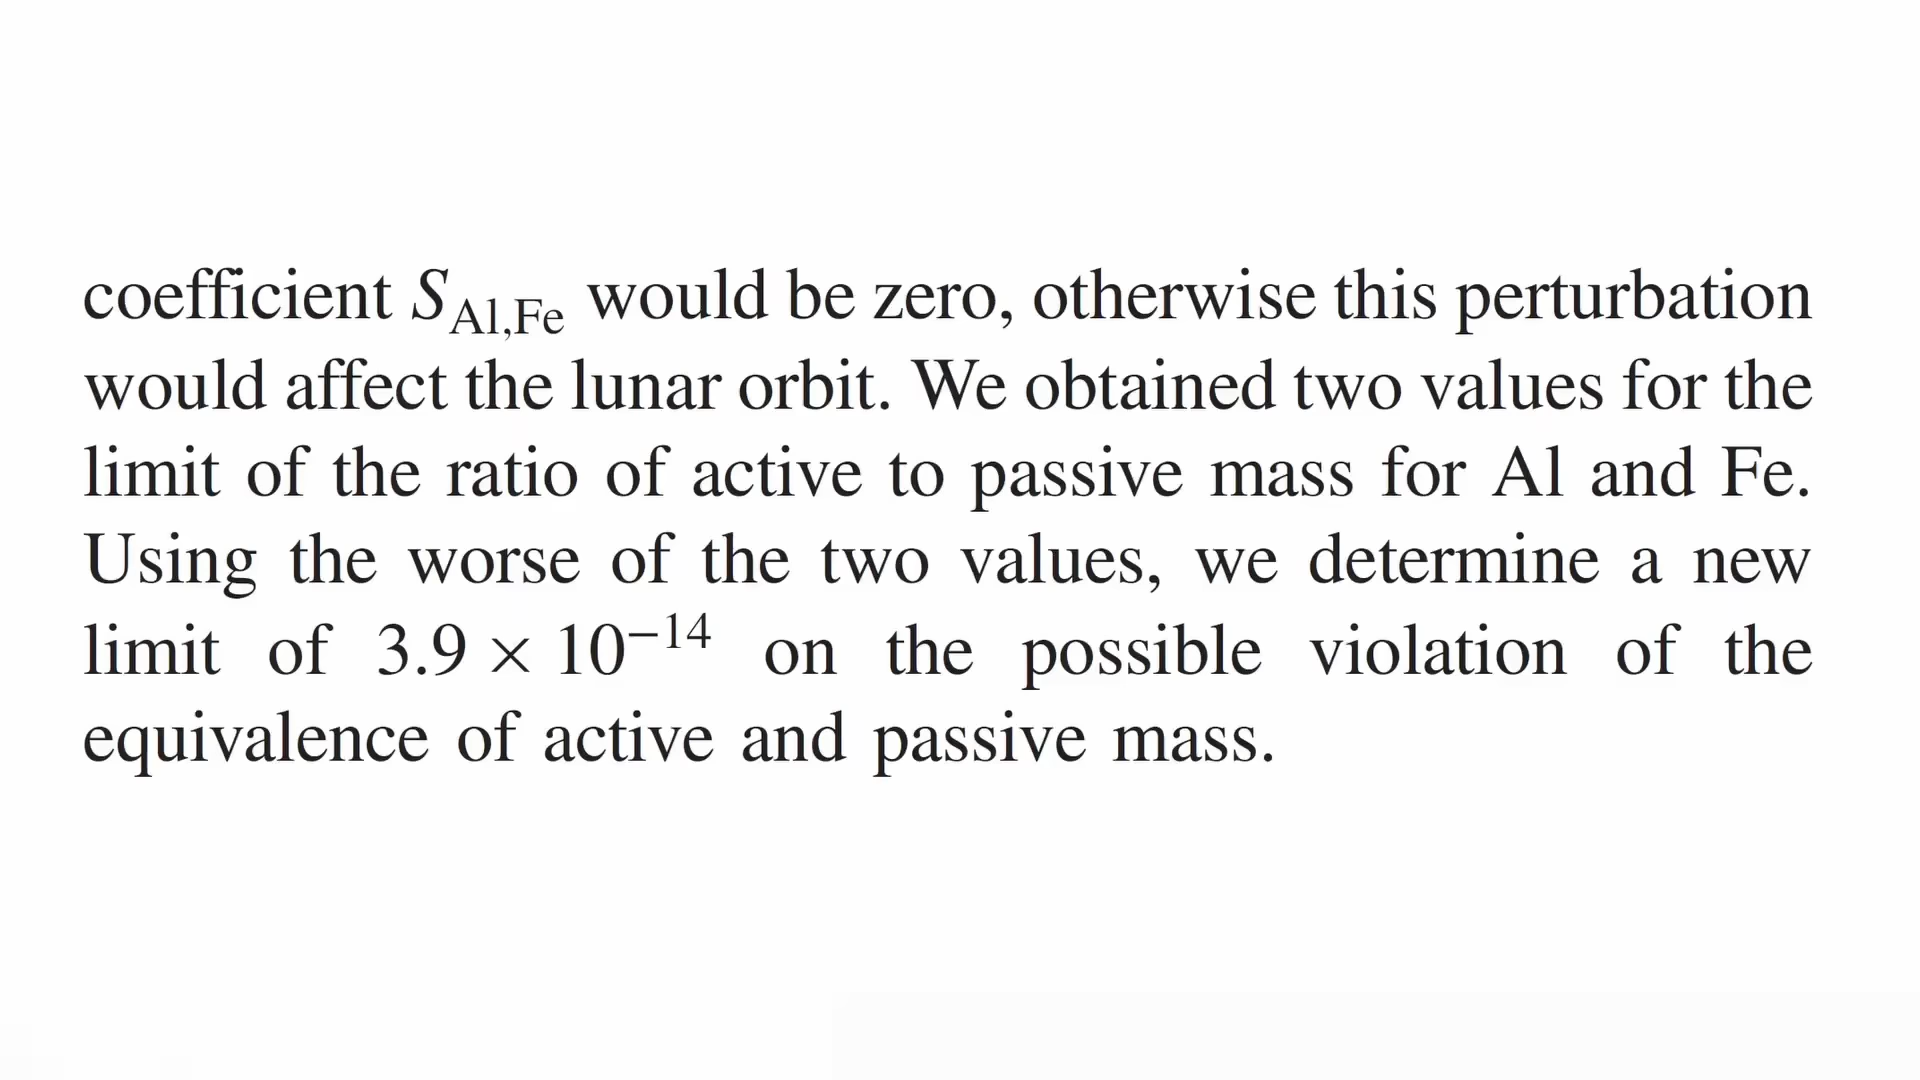 coefficient S_Al,Fe would be zero, otherwise this perturbation
would affect the lunar orbit. We obtained two values for the
limit of the ratio of active to passive mass for Al and Fe.
Using the worse of the two values, we determine a new
limit of 3.9 × 10⁻¹⁴ on the possible violation of the
equivalence of active and passive mass.